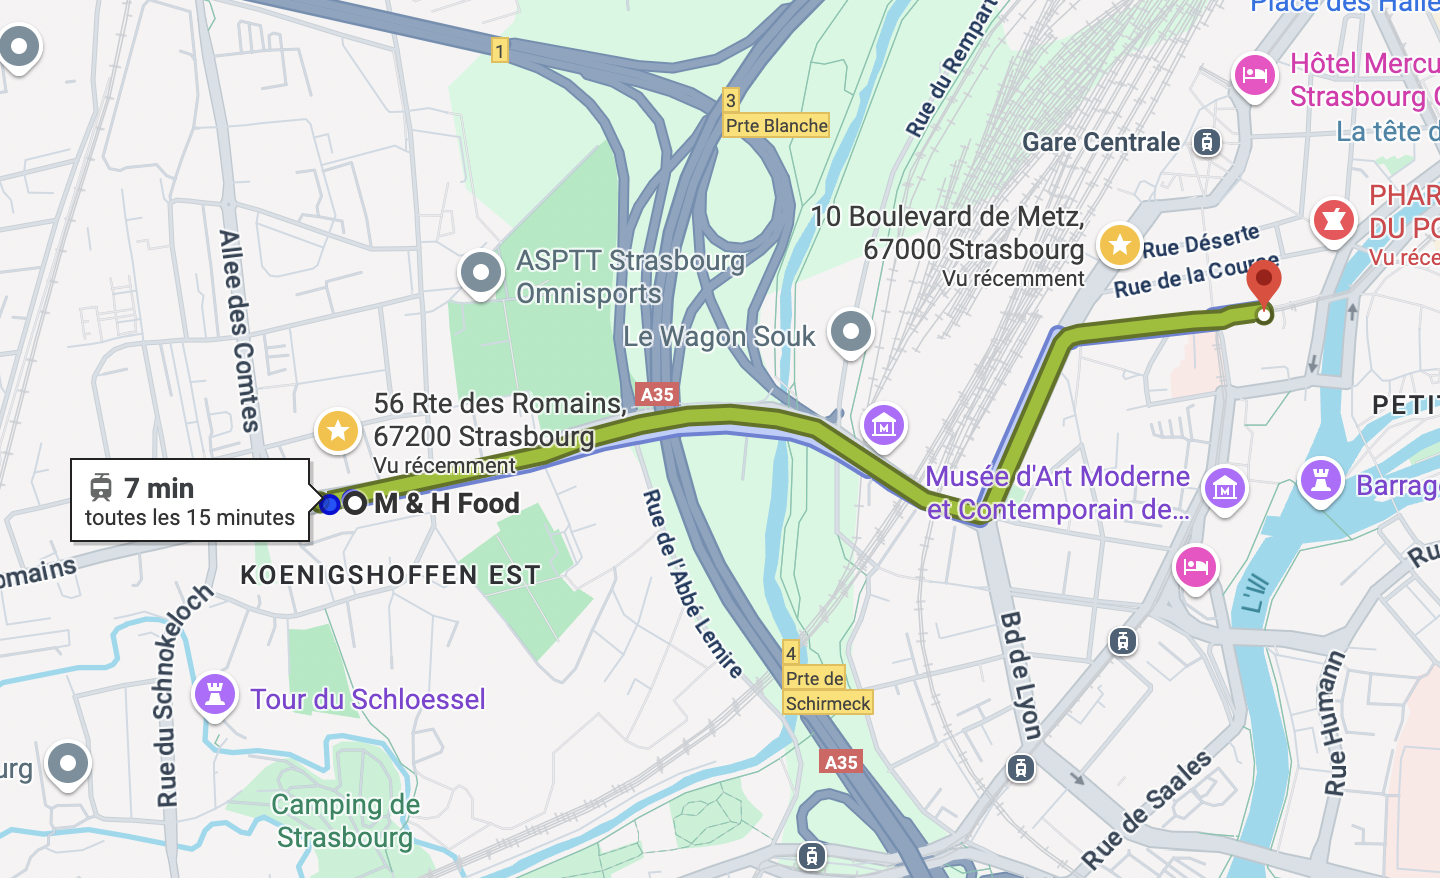 Place des Halle
1
3
Prte Blanche
Rue du Rempart
Hôtel Mercu
Strasbourg C
La tête d
Gare Centrale
PHAR
DU PO
Vu réce
10 Boulevard de Metz,
67000 Strasbourg
Vu récemment
Rue Déserte
Rue de la Course
Allée des Comtes
ASPTT Strasbourg
Omnisports
Le Wagon Souk
A35
56 Rte des Romains,
67200 Strasbourg
Vu récemment
PETIT
7 min
toutes les 15 minutes
M & H Food
Musée d'Art Moderne
et Contemporain de...
Barrag
omains
KOENIGSHOFFEN EST
Rue de l'Abbé Lemire
L'Ill
Ru
Rue du Schnokeloch
Tour du Schloessel
4
Prte de
Schirmeck
Bd de Lyon
Rue Humann
urg
A35
Rue de Saales
Camping de
Strasbourg